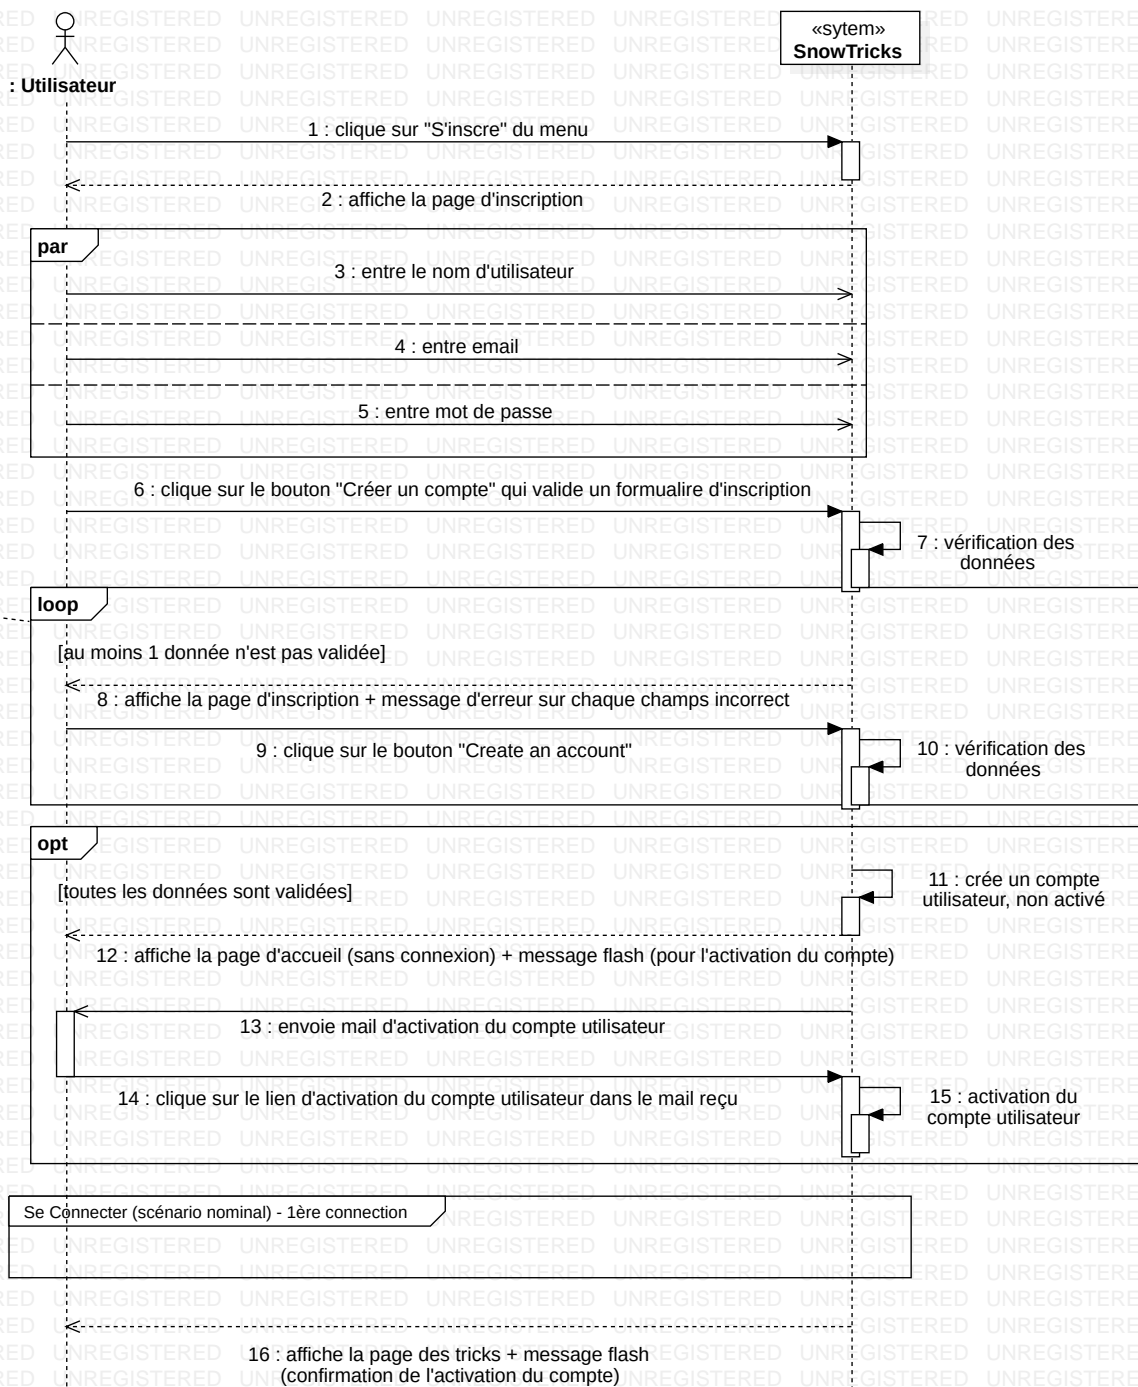 «sytem»
SnowTricks
: Utilisateur
1 : clique sur "S'inscre" du menu
2 : affiche la page d'inscription
par
3 : entre le nom d'utilisateur
4 : entre email
5 : entre mot de passe
6 : clique sur le bouton "Créer un compte" qui valide un formualire d'inscription
7 : vérification des
données
loop
[au moins 1 donnée n'est pas validée]
8 : affiche la page d'inscription + message d'erreur sur chaque champs incorrect
9 : clique sur le bouton "Create an account"
10 : vérification des
données
opt
[toutes les données sont validées]
11 : crée un compte
utilisateur, non activé
12 : affiche la page d'accueil (sans connexion) + message flash (pour l'activation du compte)
13 : envoie mail d'activation du compte utilisateur
14 : clique sur le lien d'activation du compte utilisateur dans le mail reçu
15 : activation du
compte utilisateur
Se Connecter (scénario nominal) - 1ère connection
16 : affiche la page des tricks + message flash
(confirmation de l'activation du compte)
UNREGISTERED